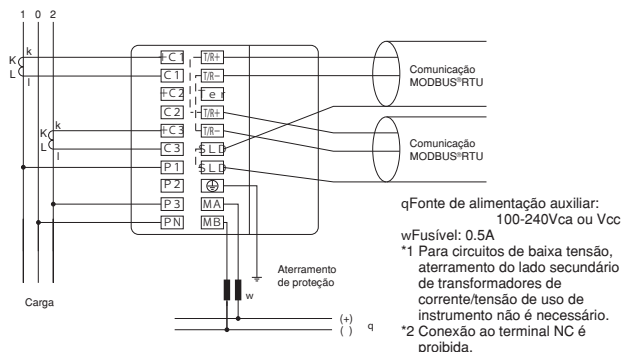 1 0 2
K k
L l
K k
L l
+C1 T/R+
C1 T/R−
+C2 Ter
C2 T/R+
+C3 T/R−
C3 SLD
P1 SLD
P2
P3 MA
PN MB
Comunicação
MODBUS®RTU
Comunicação
MODBUS®RTU
Carga
Aterramento
de proteção
w
(+)
( )
q
qFonte de alimentação auxiliar:
100-240Vca ou Vcc
wFusível: 0.5A
*1 Para circuitos de baixa tensão,
aterramento do lado secundário
de transformadores de
corrente/tensão de uso de
instrumento não é necessário.
*2 Conexão ao terminal NC é
proibida.